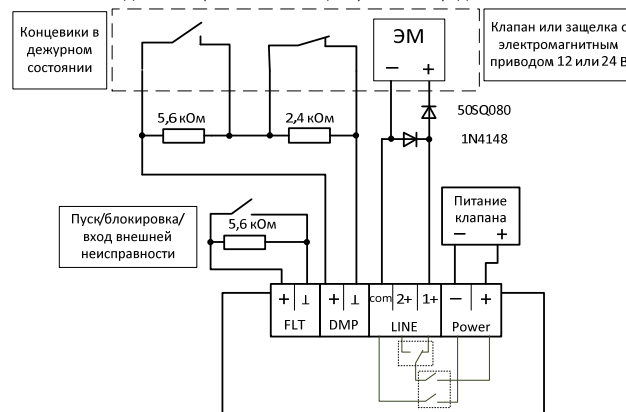 Концевики в
дежурном
состоянии
ЭМ
− +
Клапан или защелка с
электромагнитным
приводом 12 или 24 В
5,6 кОм
2,4 кОм
50SQ080
1N4148
Пуск/блокировка/
вход внешней
неисправности
5,6 кОм
Питание
клапана
− +
+ ⊥ + ⊥ com 2+ 1+ − +
FLT DMP LINE Power